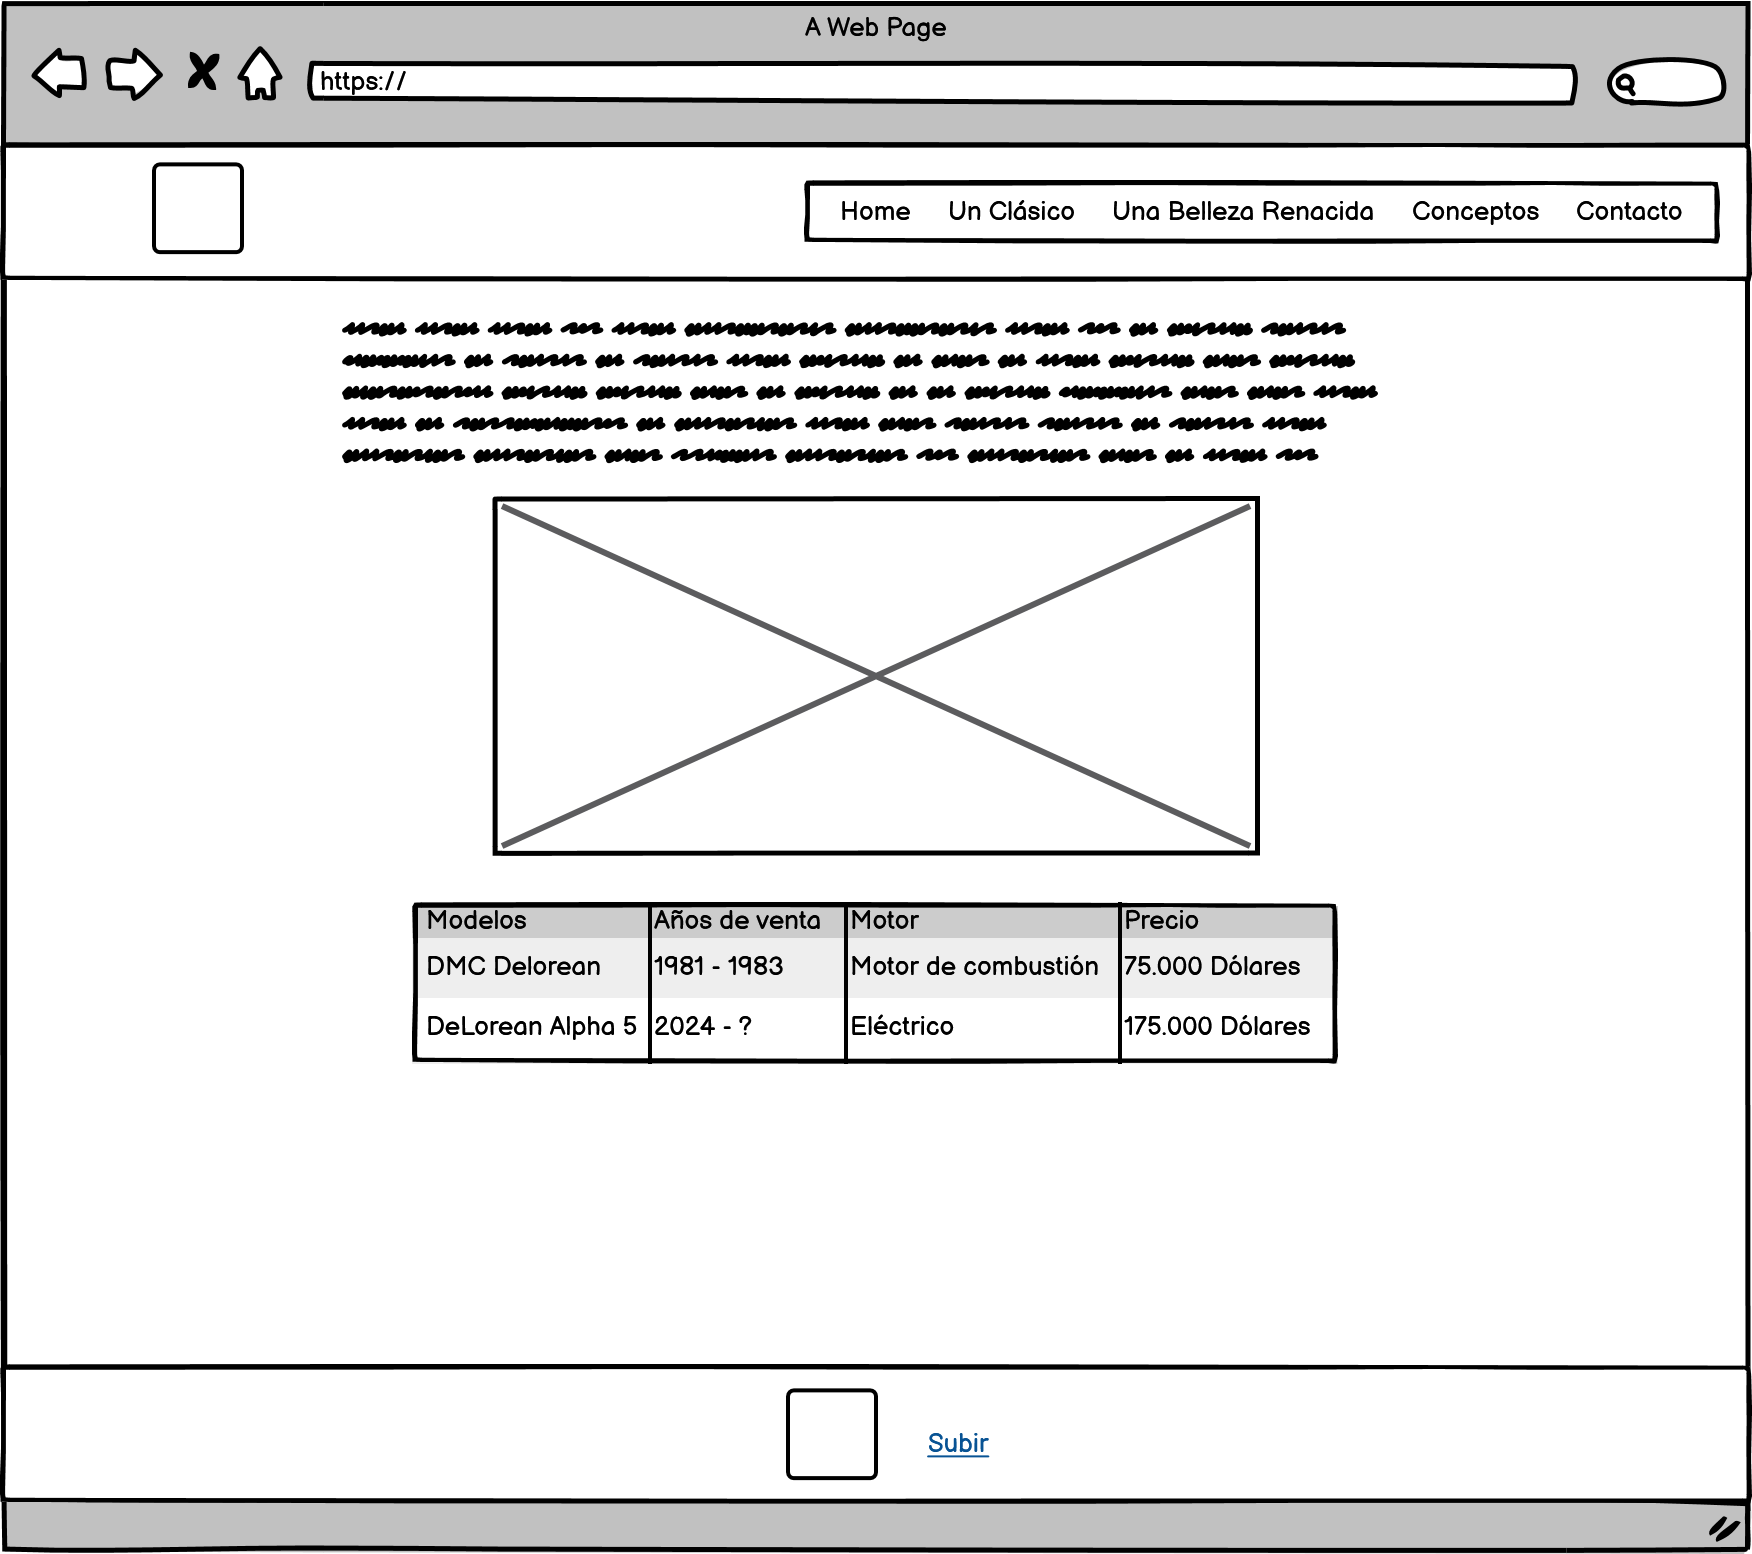 A Web Page
https://
Home Un Clásico Una Belleza Renacida Conceptos Contacto
Modelos Años de venta Motor Precio
DMC Delorean 1981 - 1983 Motor de combustión 75.000 Dólares
DeLorean Alpha 5 2024 - ? Eléctrico 175.000 Dólares
Subir